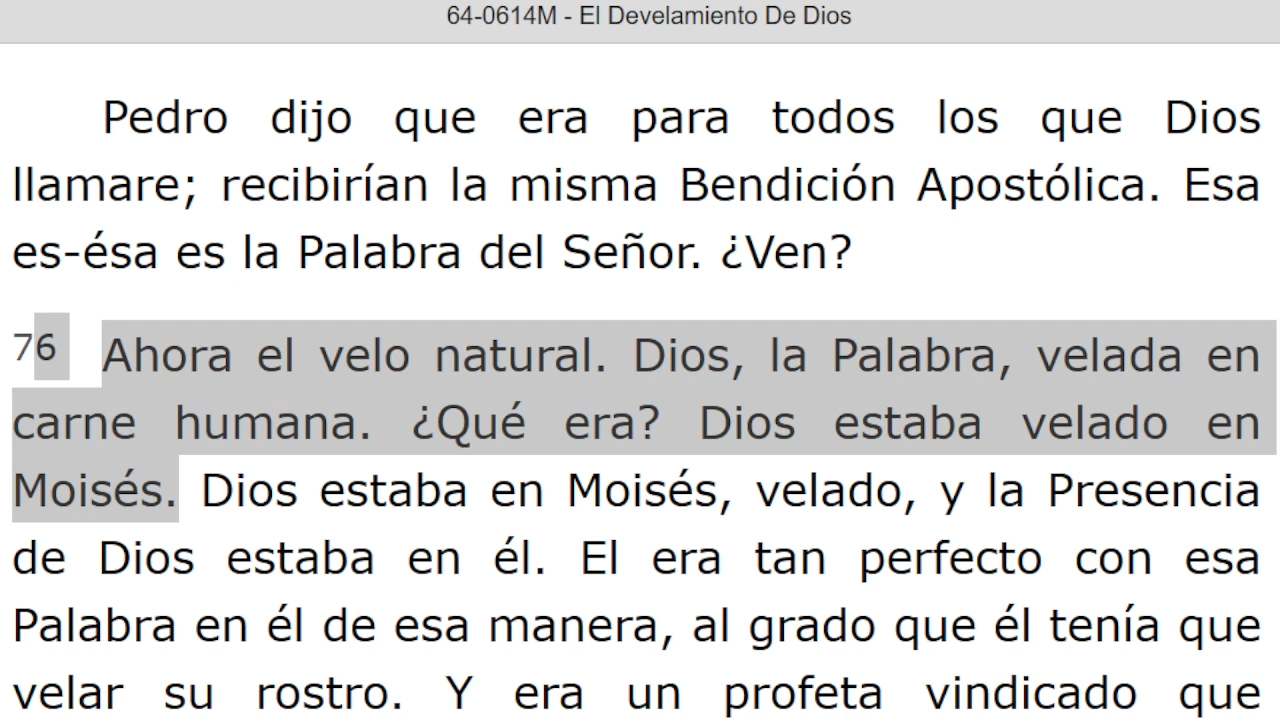 64-0614M - El Develamiento De Dios
Pedro dijo que era para todos los que Dios
llamare; recibirían la misma Bendición Apostólica. Esa
es-ésa es la Palabra del Señor. ¿Ven?
76 Ahora el velo natural. Dios, la Palabra, velada en
carne humana. ¿Qué era? Dios estaba velado en
Moisés. Dios estaba en Moisés, velado, y la Presencia
de Dios estaba en él. El era tan perfecto con esa
Palabra en él de esa manera, al grado que él tenía que
velar su rostro. Y era un profeta vindicado que